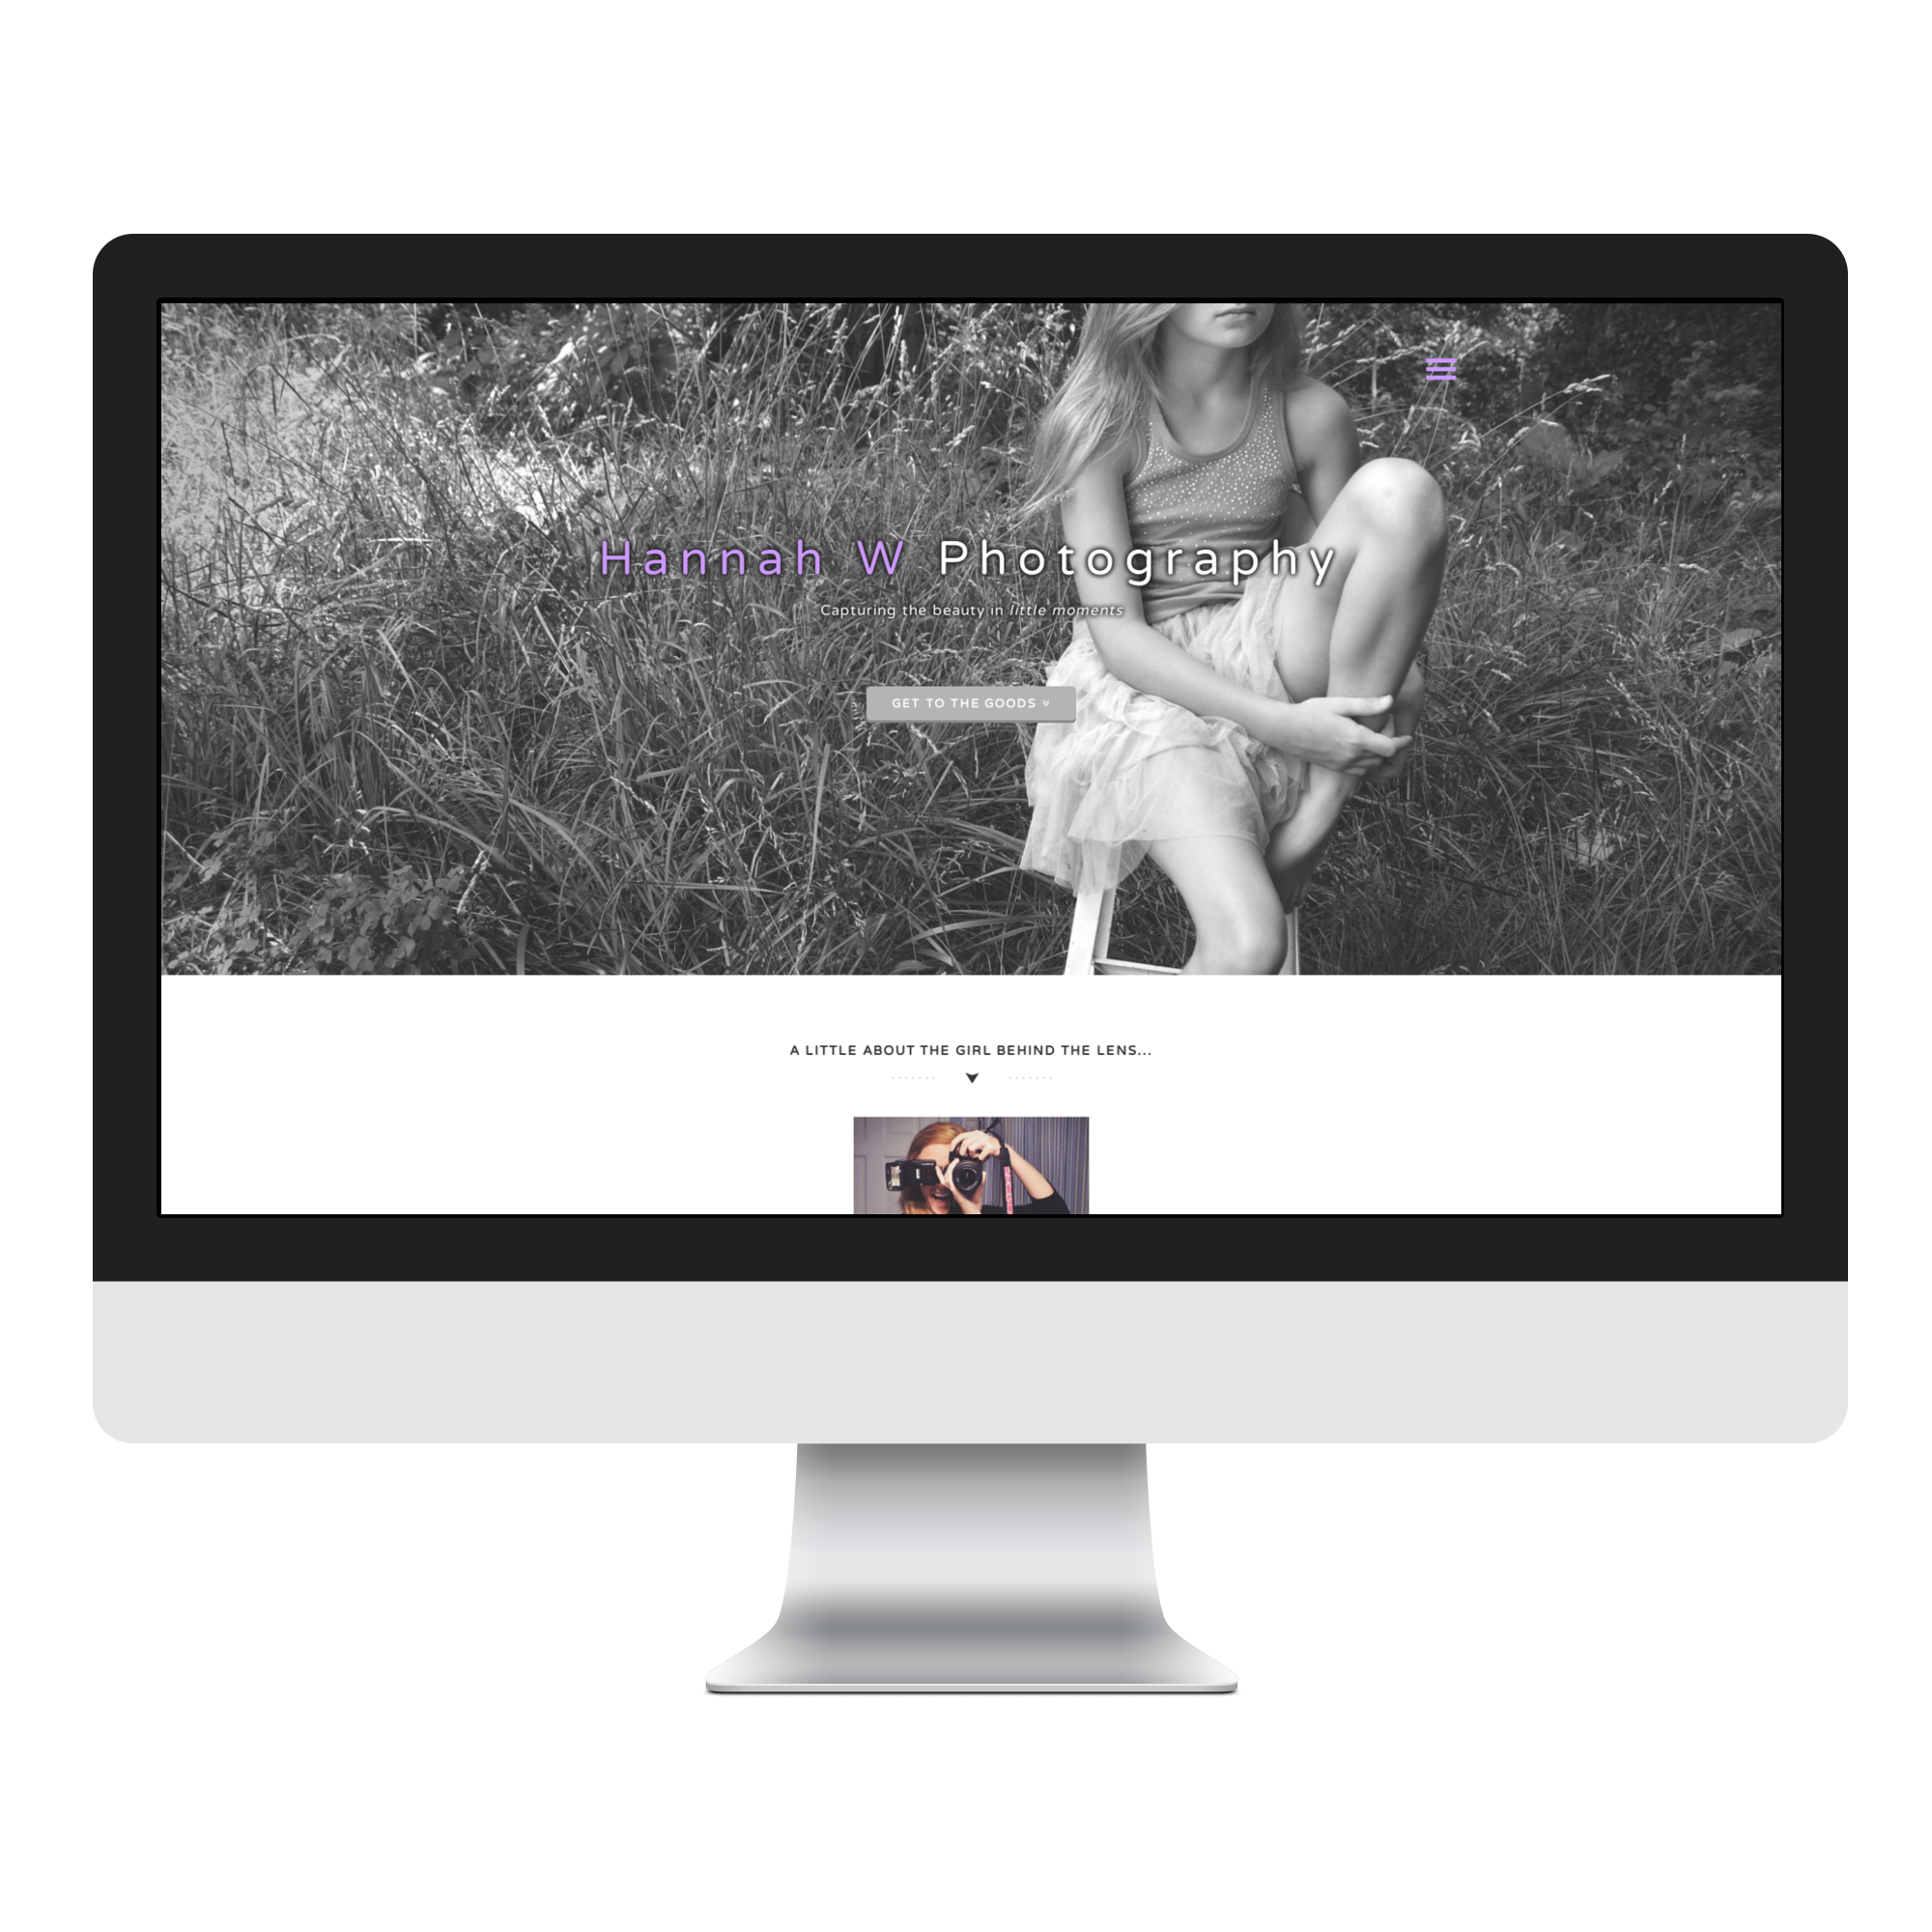 Hannah W Photography
Capturing the beauty in little moments
GET TO THE GOODS
A LITTLE ABOUT THE GIRL BEHIND THE LENS...